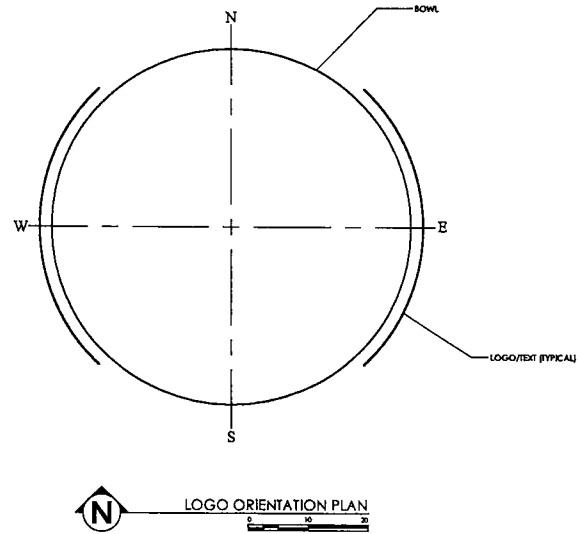 BOWL
N
W
E
LOGO/TEXT (TYPICAL)
S
N
LOGO ORIENTATION PLAN
0 10 20